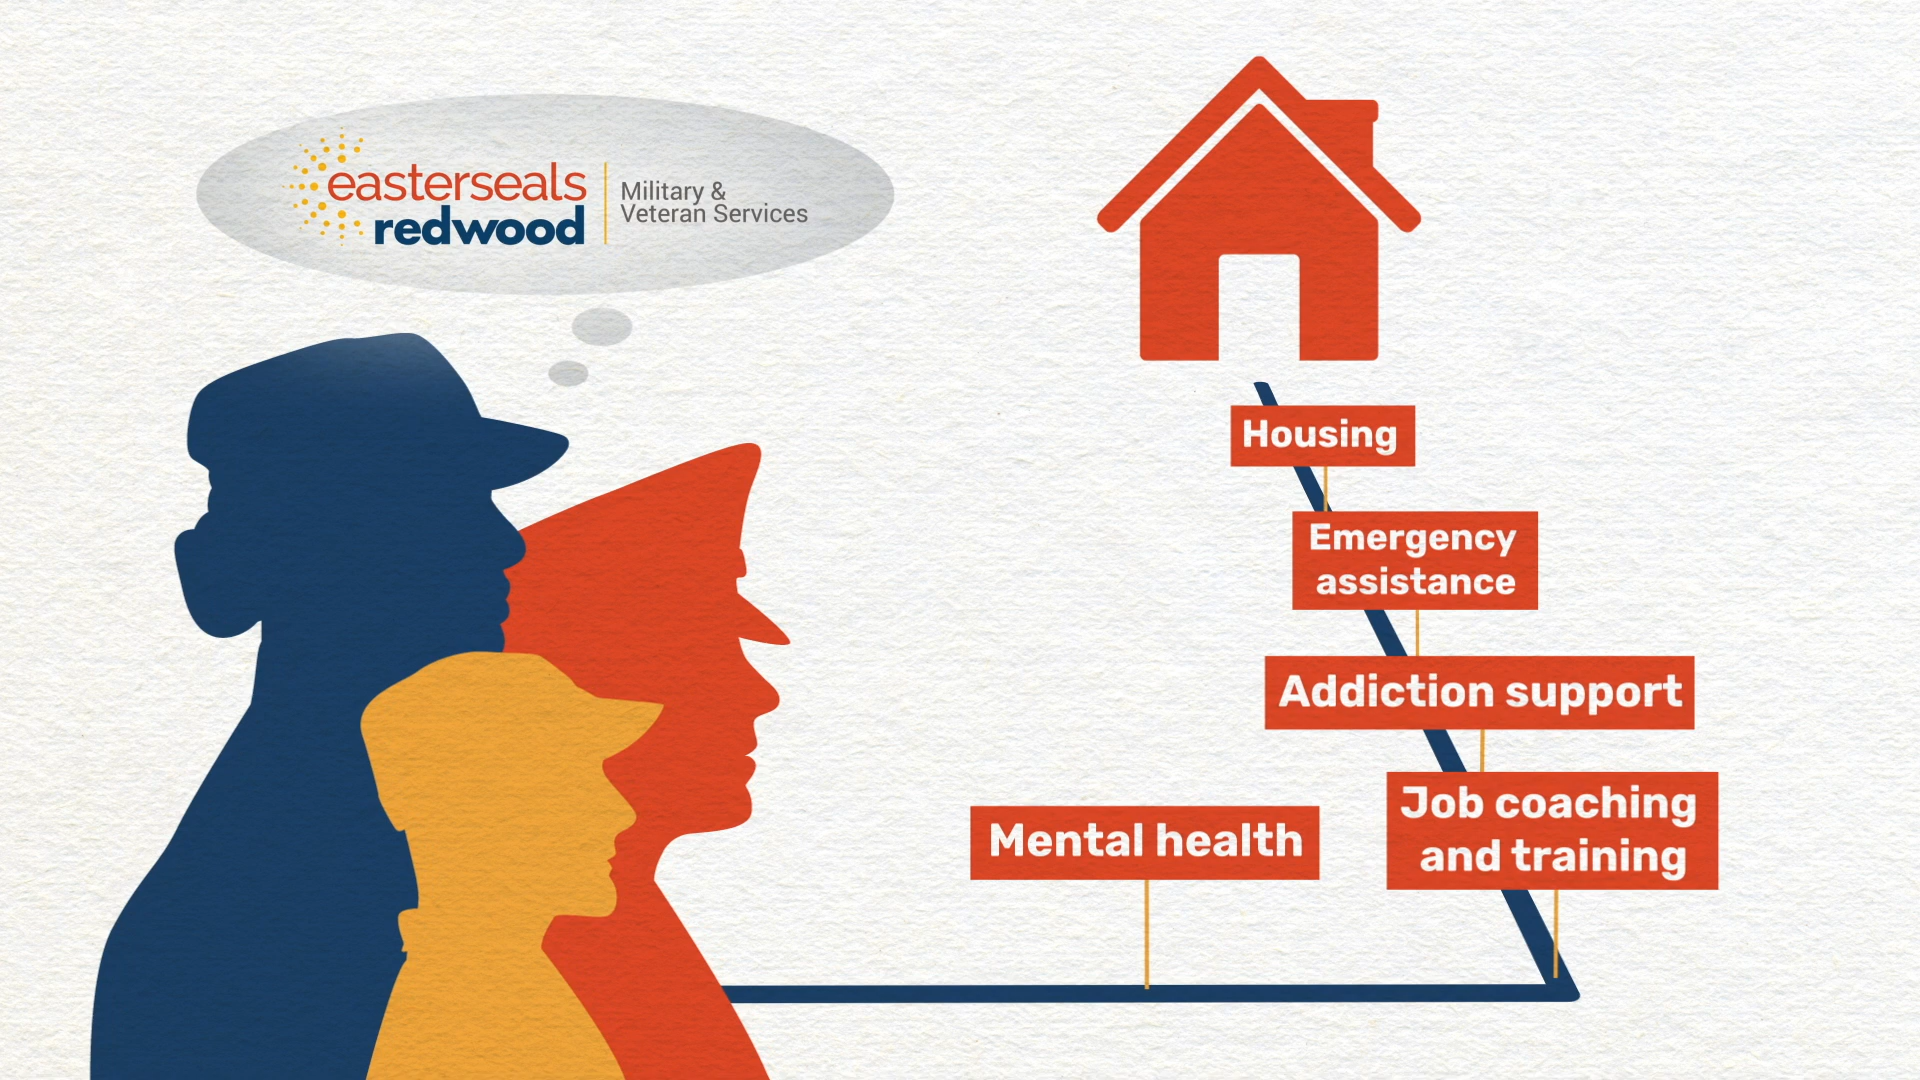 easterseals
redwood
Military &
Veteran Services
Housing
Emergency
assistance
Addiction support
Job coaching
and training
Mental health